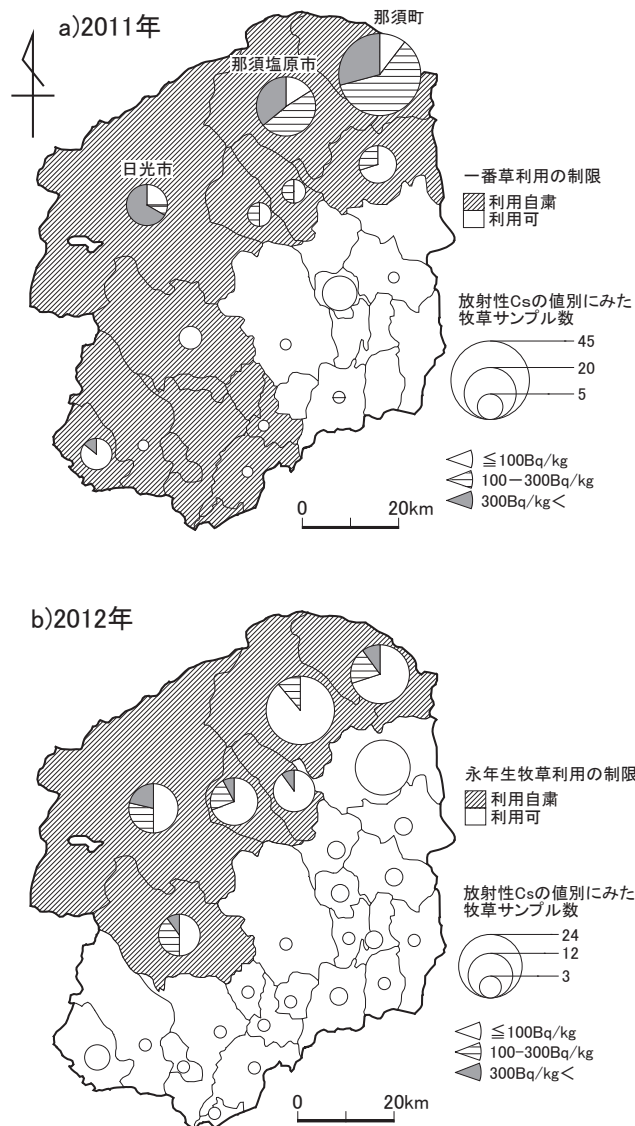 a)2011年
那須町
那須塩原市
日光市
一番草利用の制限
利用自粛
利用可
放射性Csの値別にみた
牧草サンプル数
45
20
5
≦100Bq/kg
100－300Bq/kg
300Bq/kg<
0 20km
b)2012年
永年生牧草利用の制限
利用自粛
利用可
放射性Csの値別にみた
牧草サンプル数
24
12
3
≦100Bq/kg
100-300Bq/kg
300Bq/kg<
0 20km